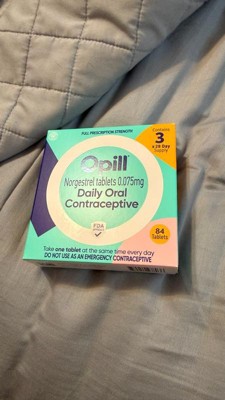 FULL PRESCRIPTION STRENGTH
Contains
3
x 28 Day
Supply
Opill
Norgestrel tablets 0.075mg
Daily Oral
Contraceptive
FDA
84
Tablets
Take one tablet at the same time every day
DO NOT USE AS AN EMERGENCY CONTRACEPTIVE